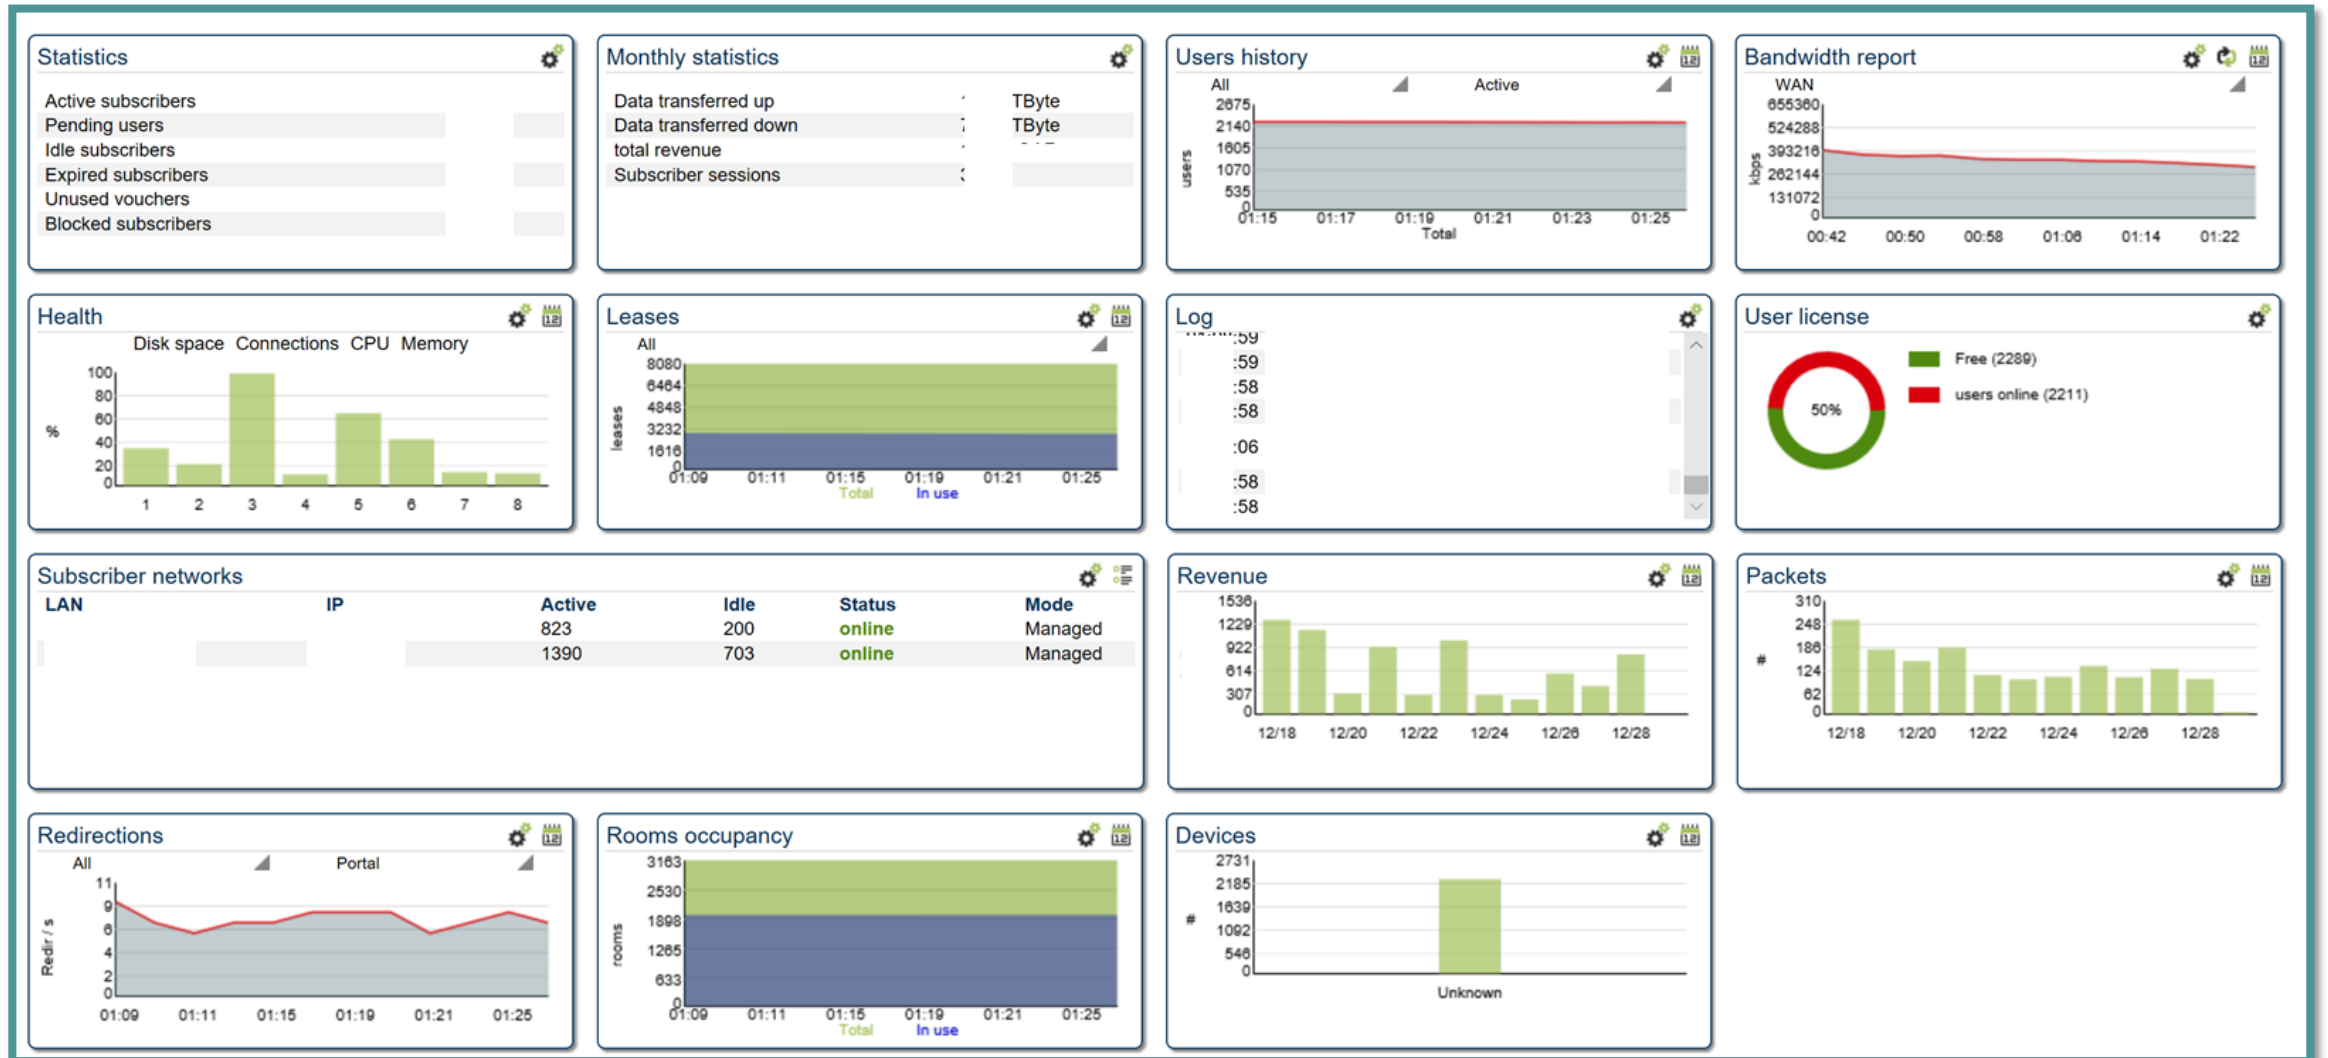 Statistics
Active subscribers
Pending users
Idle subscribers
Expired subscribers
Unused vouchers
Blocked subscribers
Monthly statistics
Data transferred up TByte
Data transferred down TByte
total revenue
Subscriber sessions
Users history
All Active
2675
2140
1605
1070
535
0
users
01:15 01:17 01:19 01:21 01:23 01:25
Total
Bandwidth report
WAN
655360
524288
393216
262144
131072
0
kbps
00:42 00:50 00:58 01:06 01:14 01:22
Health
Disk space Connections CPU Memory
100
80
60
40
20
0
%
1 2 3 4 5 6 7 8
Leases
All
8080
6464
4848
3232
1616
0
leases
01:09 01:11 01:15 01:19 01:21 01:25
Total In use
Log
:59
:59
:58
:58
:06
:58
:58
User license
50%
Free (2289)
users online (2211)
Subscriber networks
LAN IP Active Idle Status Mode
823 200 online Managed
1390 703 online Managed
Revenue
1536
1229
922
614
307
0
12/18 12/20 12/22 12/24 12/26 12/28
Packets
310
248
186
124
62
0
#
12/18 12/20 12/22 12/24 12/26 12/28
Redirections
All Portal
11
9
6
4
2
0
Redir / s
01:09 01:11 01:15 01:19 01:21 01:25
Rooms occupancy
3163
2530
1898
1265
633
0
rooms
01:09 01:11 01:15 01:19 01:21 01:25
Total In use
Devices
2731
2185
1639
1092
546
0
#
Unknown